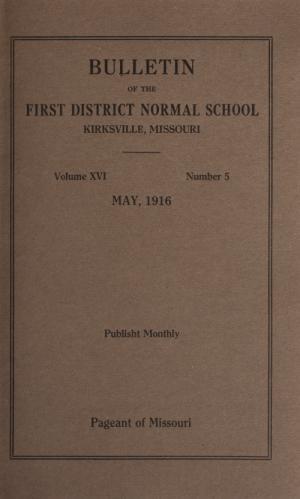 BULLETIN
OF THE
FIRST DISTRICT NORMAL SCHOOL
KIRKSVILLE, MISSOURI
Volume XVI Number 5
MAY, 1916
Publisht Monthly
Pageant of Missouri